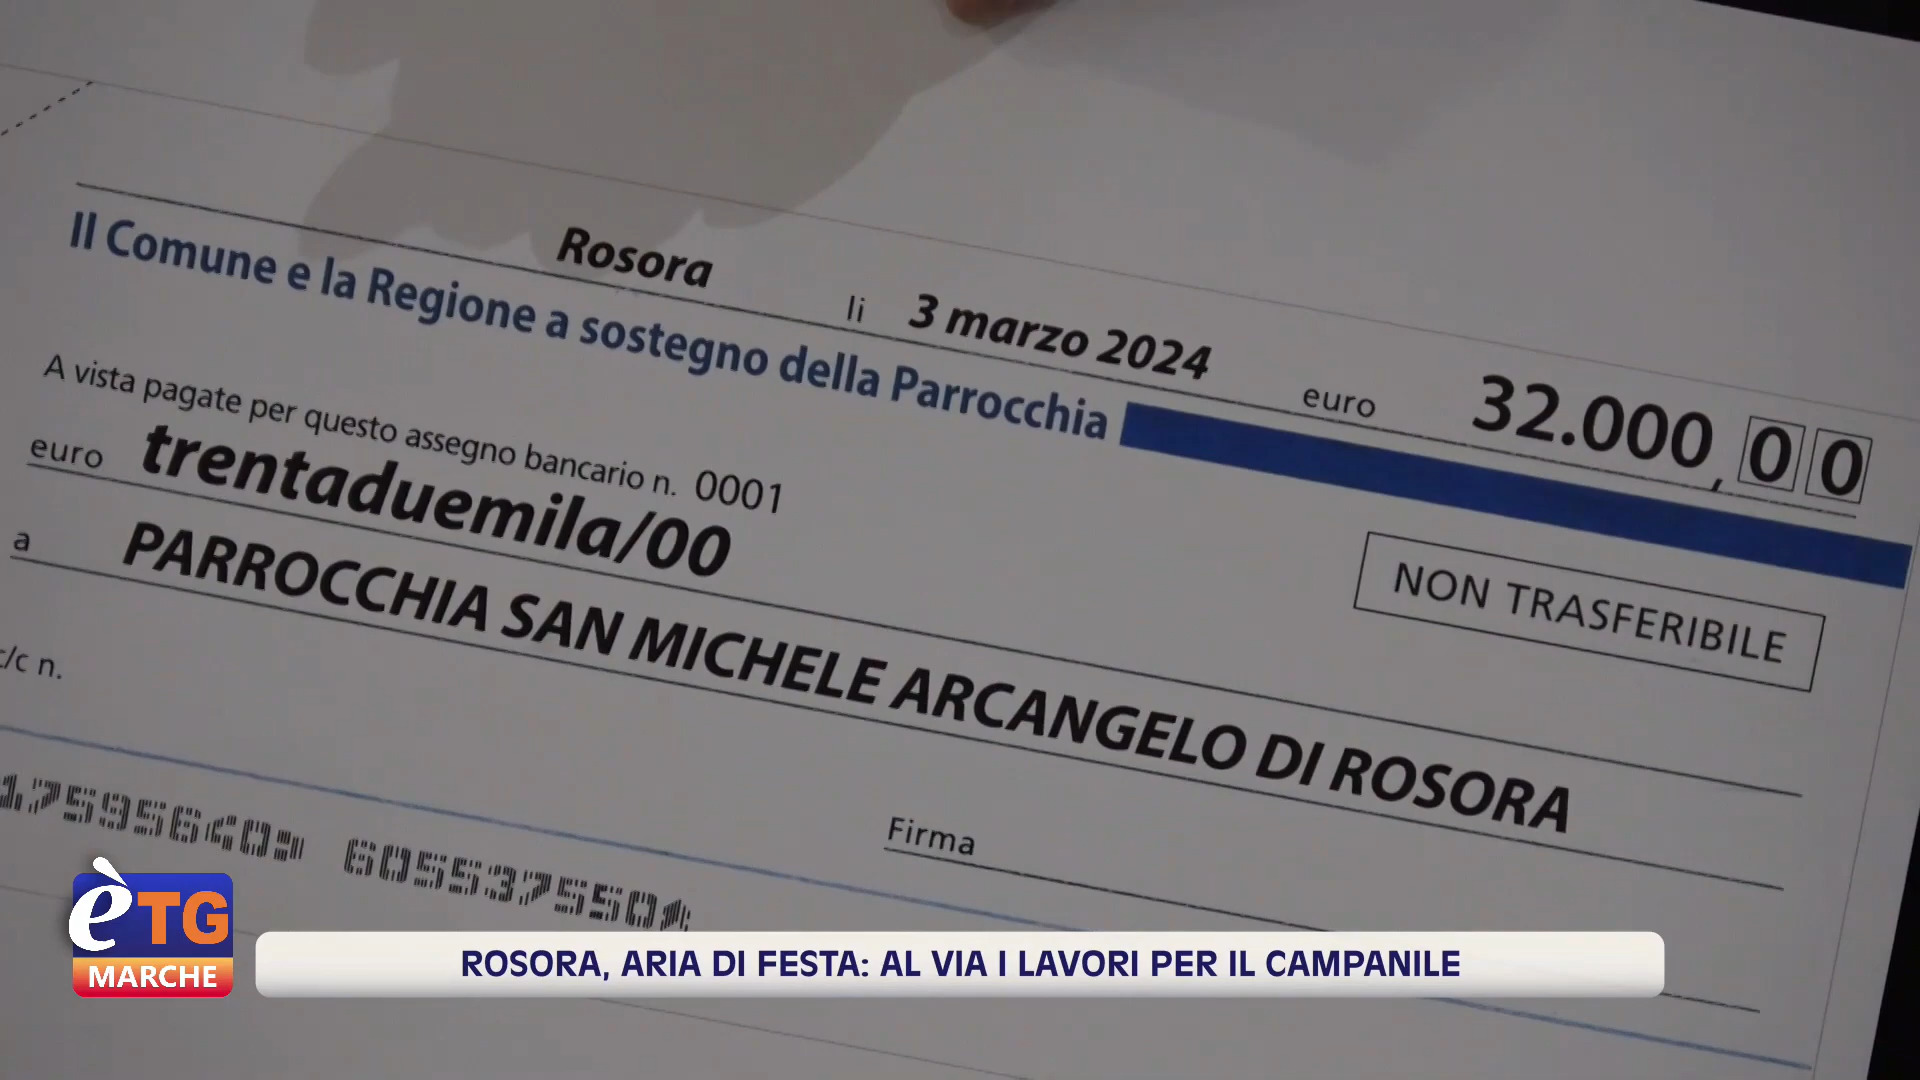 Rosora li 3 marzo 2024 euro 32.000,00
Il Comune e la Regione a sostegno della Parrocchia
A vista pagate per questo assegno bancario n. 0001
euro trentaduemila/00
NON TRASFERIBILE
a PARROCCHIA SAN MICHELE ARCANGELO DI ROSORA
c/c n.
Firma
6055375504
è TG
MARCHE
ROSORA, ARIA DI FESTA: AL VIA I LAVORI PER IL CAMPANILE